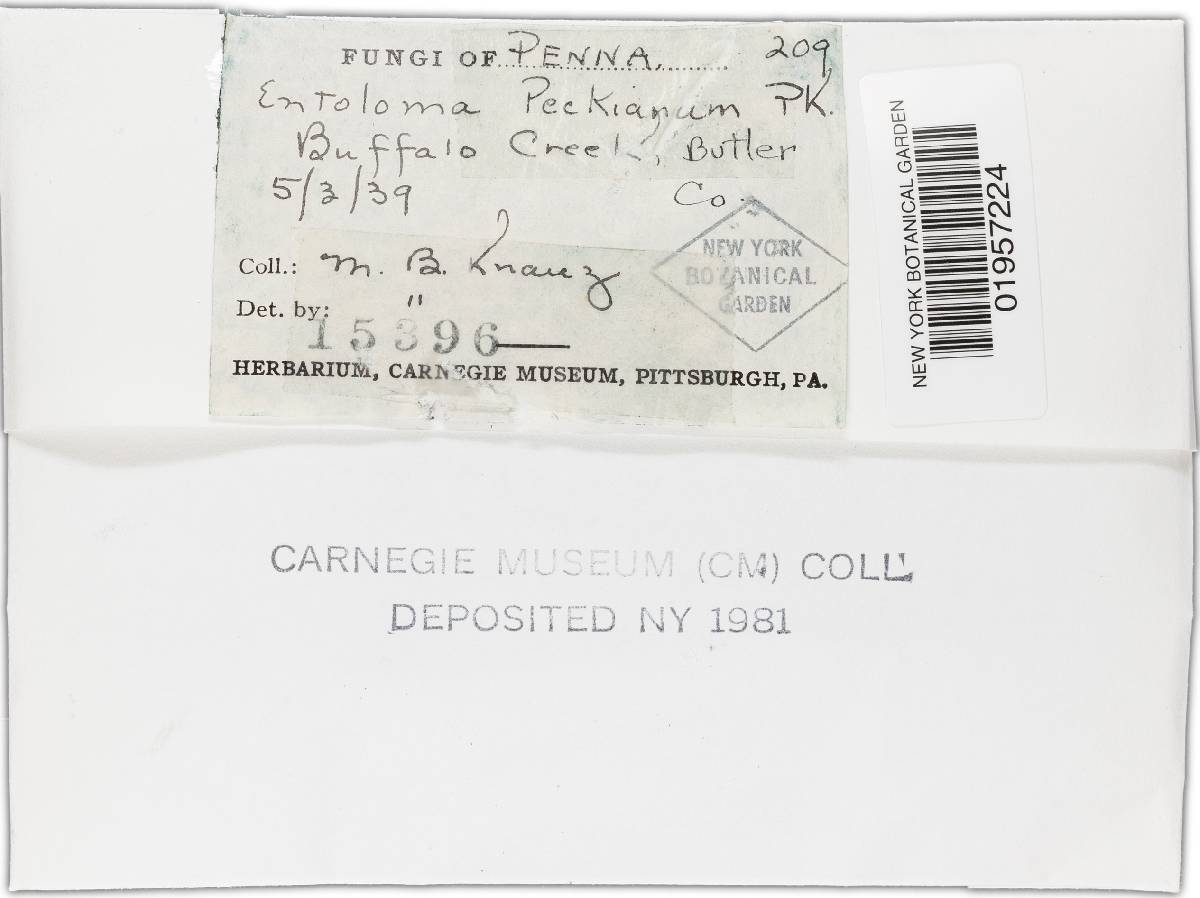 FUNGI OF PENNA. 209
Entoloma Peckianum PK.
Buffalo Creek, Butler
5/3/39 Co.
Coll.: M. B. Knauz
Det. by: "
15396
HERBARIUM, CARNEGIE MUSEUM, PITTSBURGH, PA.
NEW YORK
BOTANICAL
GARDEN
NEW YORK BOTANICAL GARDEN
01957224
CARNEGIE MUSEUM (CM) COLL.
DEPOSITED NY 1981